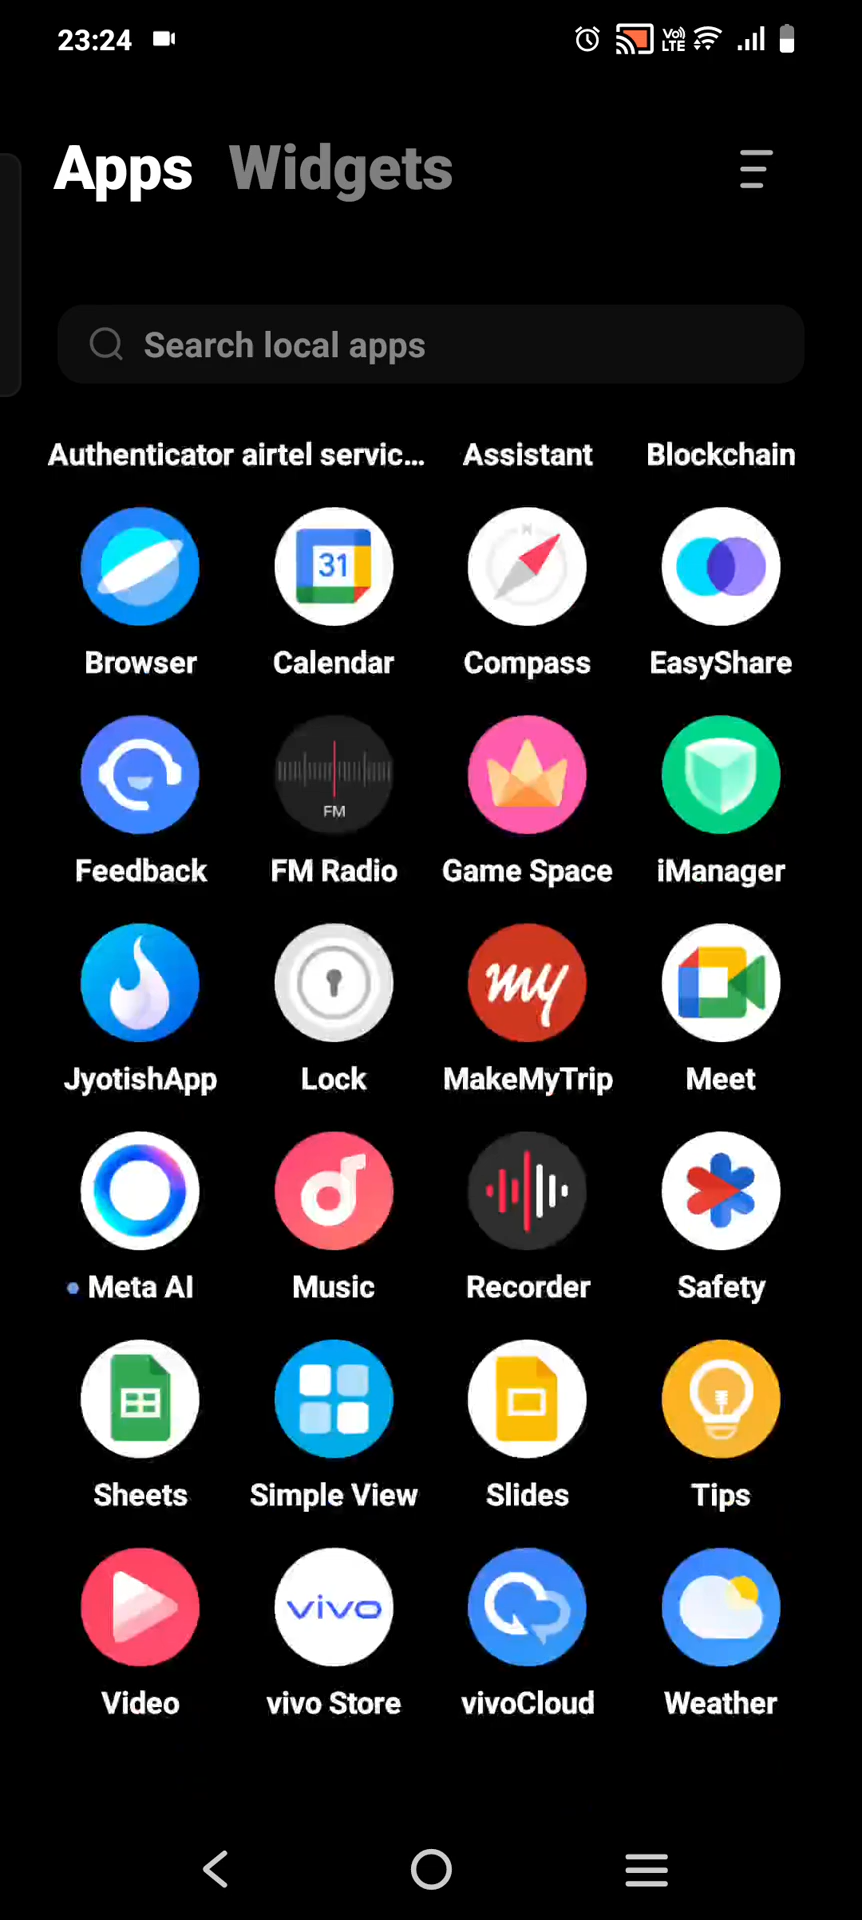 23:24
Vo) LTE
Apps Widgets
Search local apps
Authenticator airtel servic... Assistant Blockchain
31 N
Browser Calendar Compass EasyShare
FM
Feedback FM Radio Game Space iManager
my
JyotishApp Lock MakeMyTrip Meet
Meta AI Music Recorder Safety
Sheets Simple View Slides Tips
vivo
Video vivo Store vivoCloud Weather